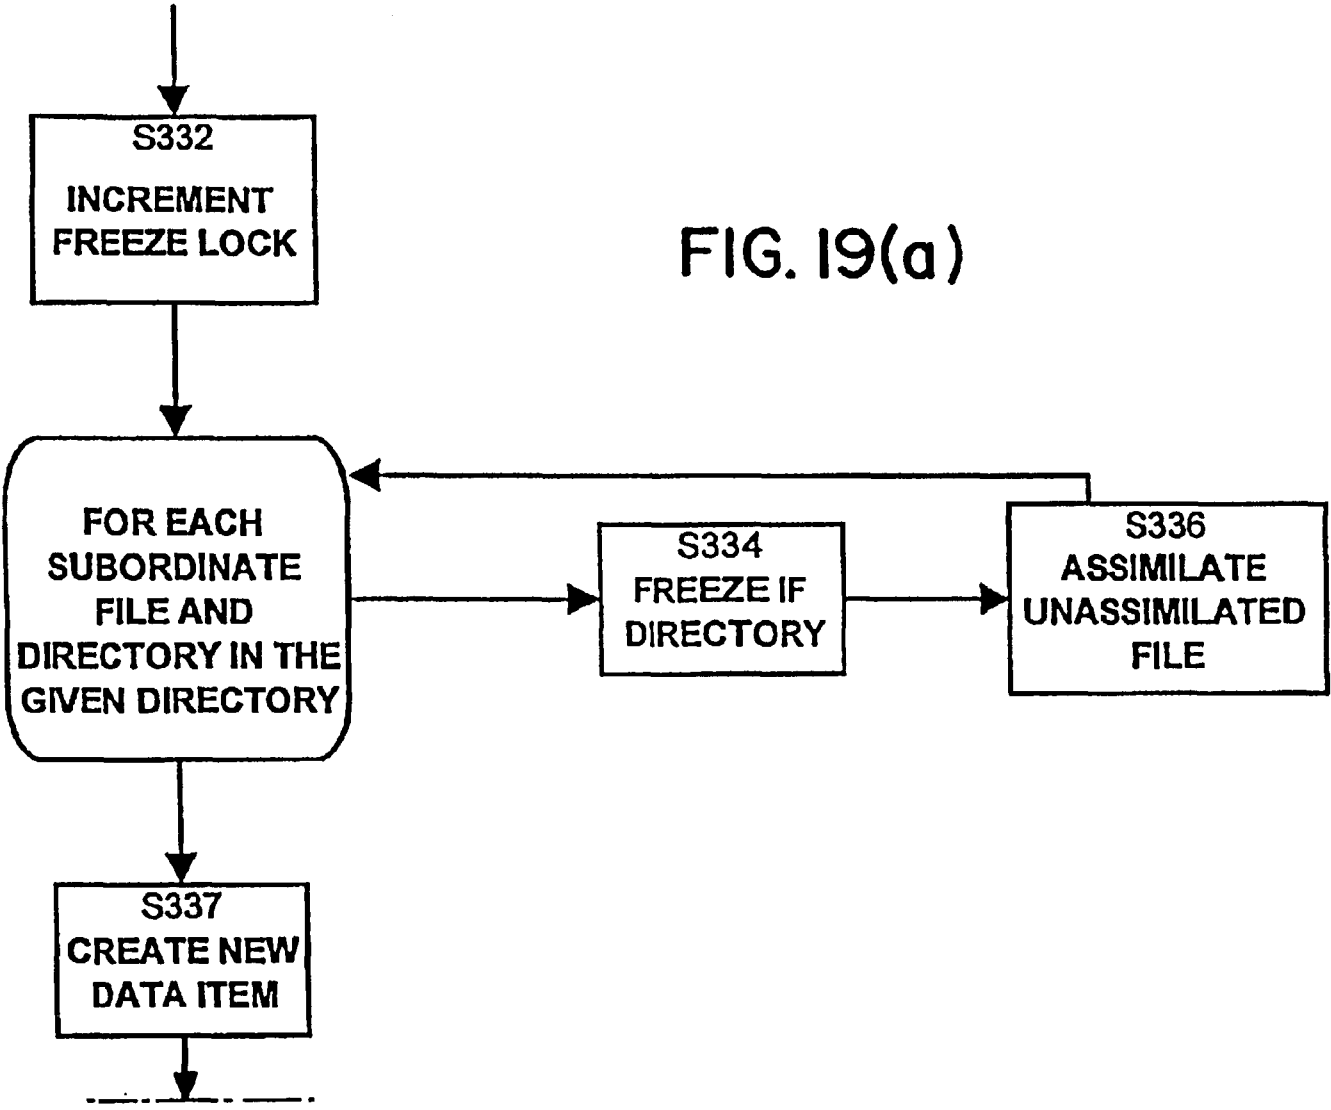 S332
INCREMENT
FREEZE LOCK
FIG. 19(a)
FOR EACH
SUBORDINATE
FILE AND
DIRECTORY IN THE
GIVEN DIRECTORY
S334
FREEZE IF
DIRECTORY
S336
ASSIMILATE
UNASSIMILATED
FILE
S337
CREATE NEW
DATA ITEM